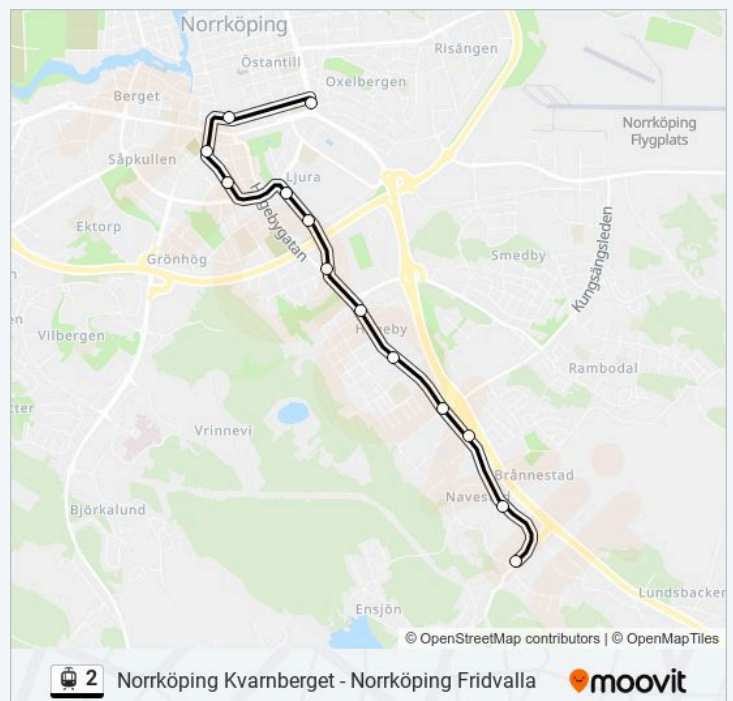 Norrköping
Östantill
Risängen
Oxelbergen
Berget
Norrköping
Flygplats
Såpkullen
Ljura
Ektorp
Hagebygatan
Kungsängsleden
Smedby
Grönhög
Vilbergen
Hageby
Rambodal
Vrinnevi
Brånnestad
Navestad
Björkalund
Lundsbacken
Ensjön
© OpenStreetMap contributors | © OpenMapTiles
2 Norrköping Kvarnberget - Norrköping Fridvalla moovit